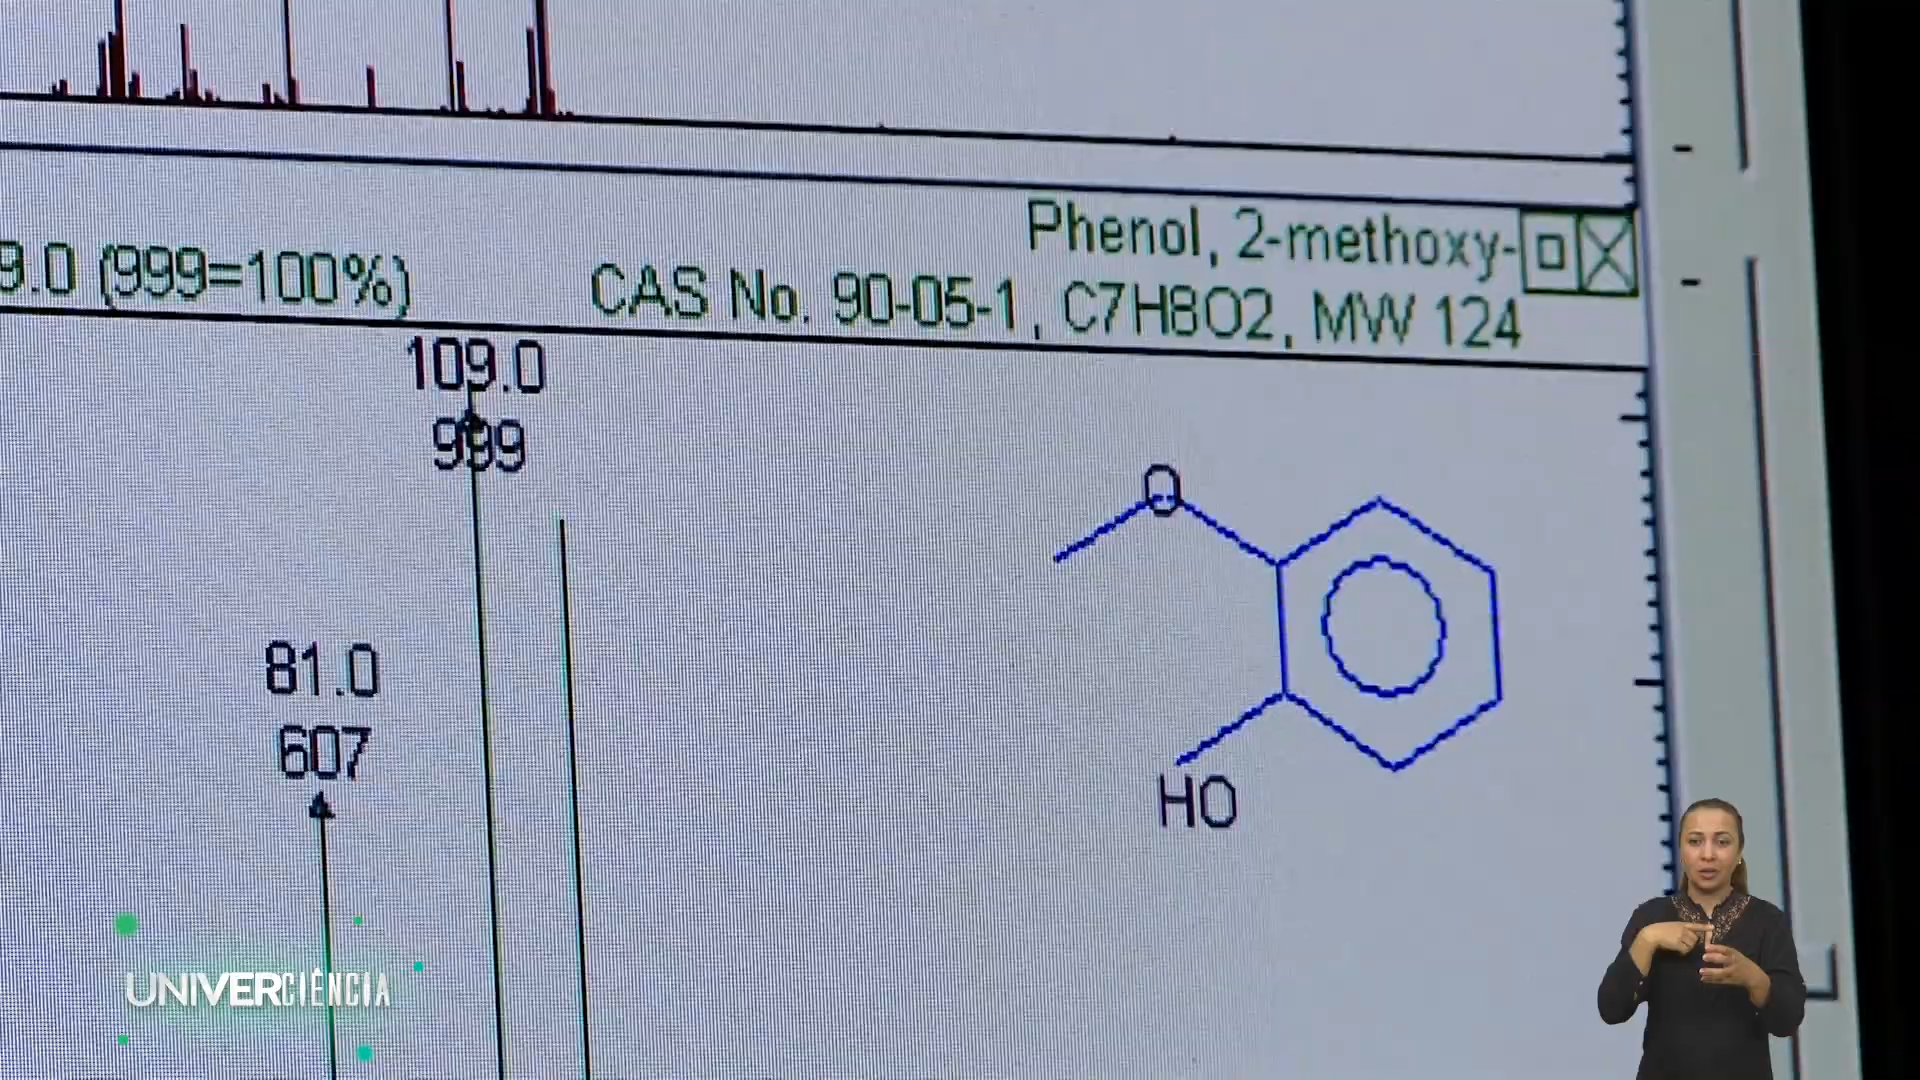 Phenol, 2-methoxy-
9.0 (999=100%)
CAS No. 90-05-1, C7H8O2, MW 124
109.0
999
O
81.0
607
HO
UNIVERCIÊNCIA